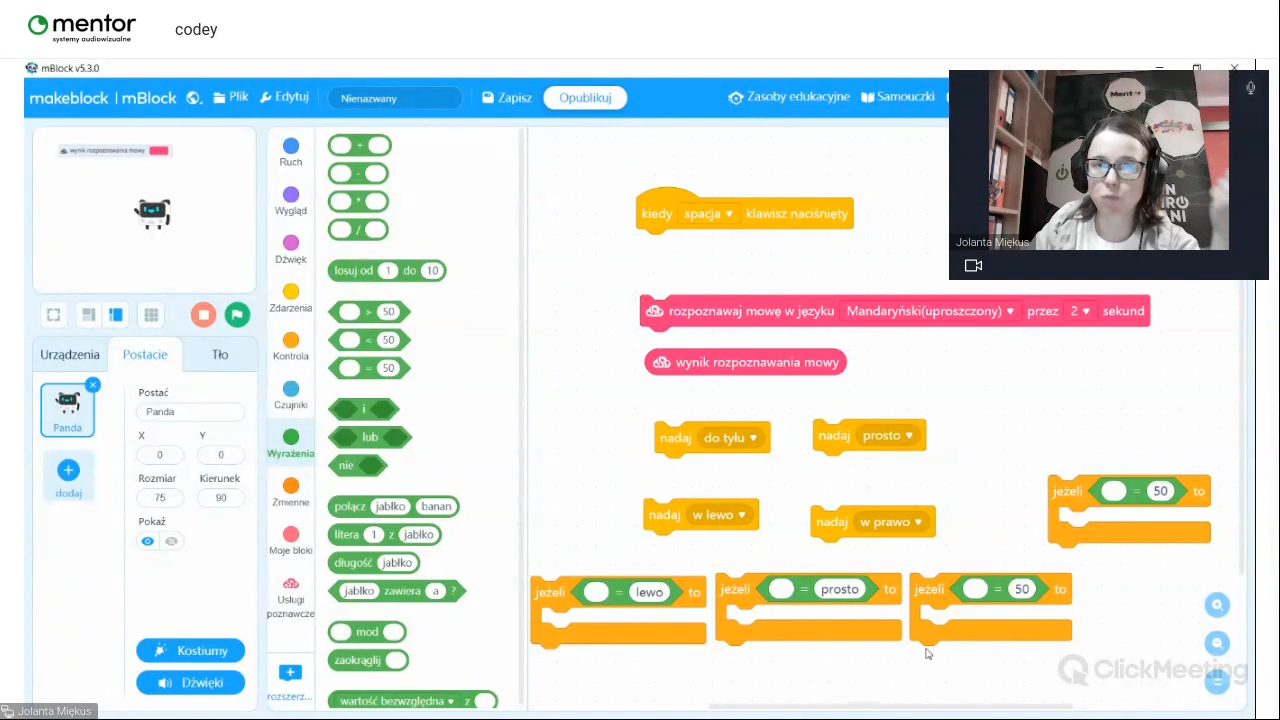 mentor
systemy audiowizualne
codey
mBlock v5.3.0
makeblock | mBlock
Plik
Edytuj
Nienazwany
Zapisz
Opublikuj
Zasoby edukacyjne
Samouczki
wynik rozpoznawania mowy
Urządzenia
Postacie
Tło
Panda
dodaj
Postać
Panda
X
Y
0
0
Rozmiar
Kierunek
75
90
Pokaż
Kostiumy
Dźwięki
Ruch
Wygląd
Dźwięk
Zdarzenia
Kontrola
Czujniki
Wyrażenia
Zmienne
Moje bloki
Usługi
poznawcze
rozszerz...
+
-
*
/
losuj od 1 do 10
> 50
< 50
= 50
i
lub
nie
połącz jabłko banan
litera 1 z jabłko
długość jabłko
jabłko zawiera a ?
mod
zaokrąglij
wartość bezwzględna z
kiedy spacja klawisz naciśnięty
rozpoznawaj mowę w języku Mandaryński(uproszczony) przez 2 sekund
wynik rozpoznawania mowy
nadaj do tyłu
nadaj prosto
nadaj w lewo
nadaj w prawo
jeżeli = 50 to
jeżeli = lewo to
jeżeli = prosto to
jeżeli = 50 to
Mentor
Jolanta Miękus
ClickMeeting
Jolanta Miękus